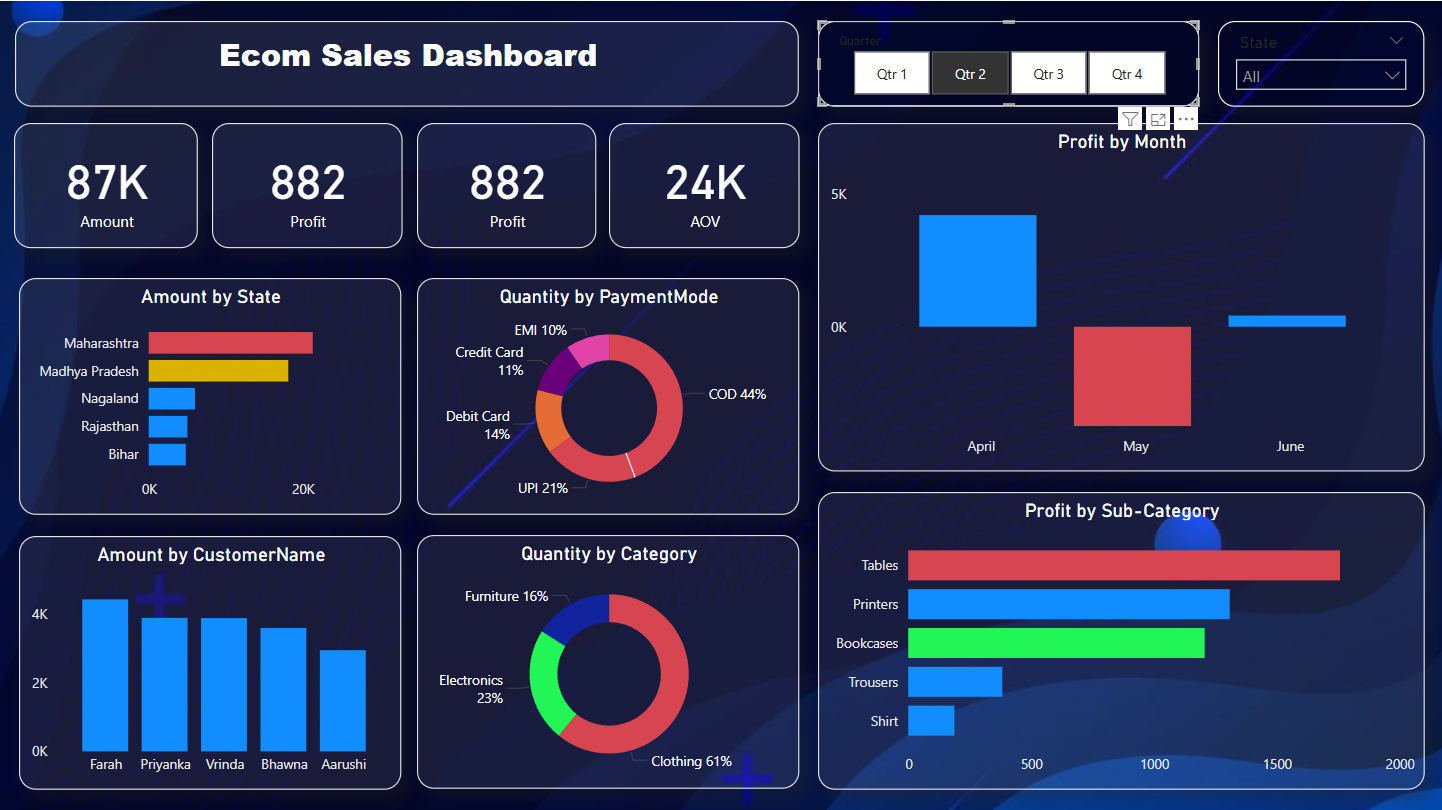 Ecom Sales Dashboard
Quarter
Qtr 1 Qtr 2 Qtr 3 Qtr 4
State
All
87K
Amount
882
Profit
882
Profit
24K
AOV
Profit by Month
5K
0K
April May June
Amount by State
Maharashtra
Madhya Pradesh
Nagaland
Rajasthan
Bihar
0K 20K
Quantity by PaymentMode
EMI 10%
Credit Card
11%
COD 44%
Debit Card
14%
UPI 21%
Profit by Sub-Category
Tables
Printers
Bookcases
Trousers
Shirt
0 500 1000 1500 2000
Amount by CustomerName
4K
2K
0K
Farah Priyanka Vrinda Bhawna Aarushi
Quantity by Category
Furniture 16%
Electronics
23%
Clothing 61%